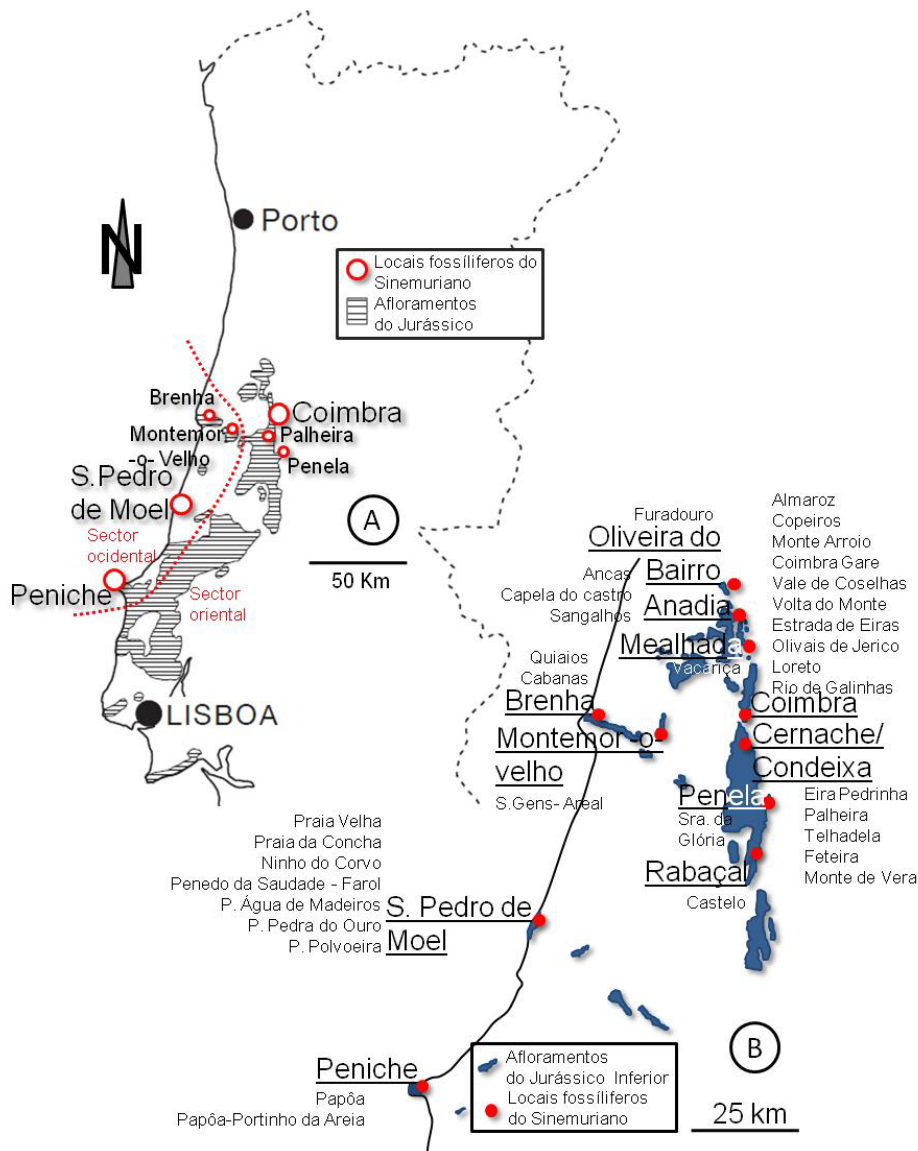 N
Porto
Locais fossílíferos do
Sinemuriano
Afloramentos
do Jurássico
Brenha
Coimbra
Montemor
-o- Velho
Palheira
Penela
S.Pedro
de Moel
Sector
ocidental
A
50 Km
Peniche
Sector
oriental
LISBOA
Furadouro
Oliveira do
Bairro
Ancas
Capela do castro
Sangalhos
Anadia
Mealhada
Vacariça
Quiaios
Cabanas
Brenha
Montemor -o-
velho
S.Gens- Areal
Almaroz
Copeiros
Monte Arroio
Coimbra Gare
Vale de Coselhas
Volta do Monte
Estrada de Eiras
Olivais de Jerico
Loreto
Rio de Galinhas
Coimbra
Cernache/
Condeixa
Penela
Sra. da
Glória
Eira Pedrinha
Palheira
Telhadela
Feteira
Monte de Vera
Rabaçal
Castelo
Praia Velha
Praia da Concha
Ninho do Corvo
Penedo da Saudade - Farol
P. Água de Madeiros
P. Pedra do Ouro
P. Polvoeira
S. Pedro de
Moel
Peniche
Papôa
Papôa-Portinho da Areia
B
Afloramentos
do Jurássico Inferior
Locais fossílíferos
do Sinemuriano
25 km